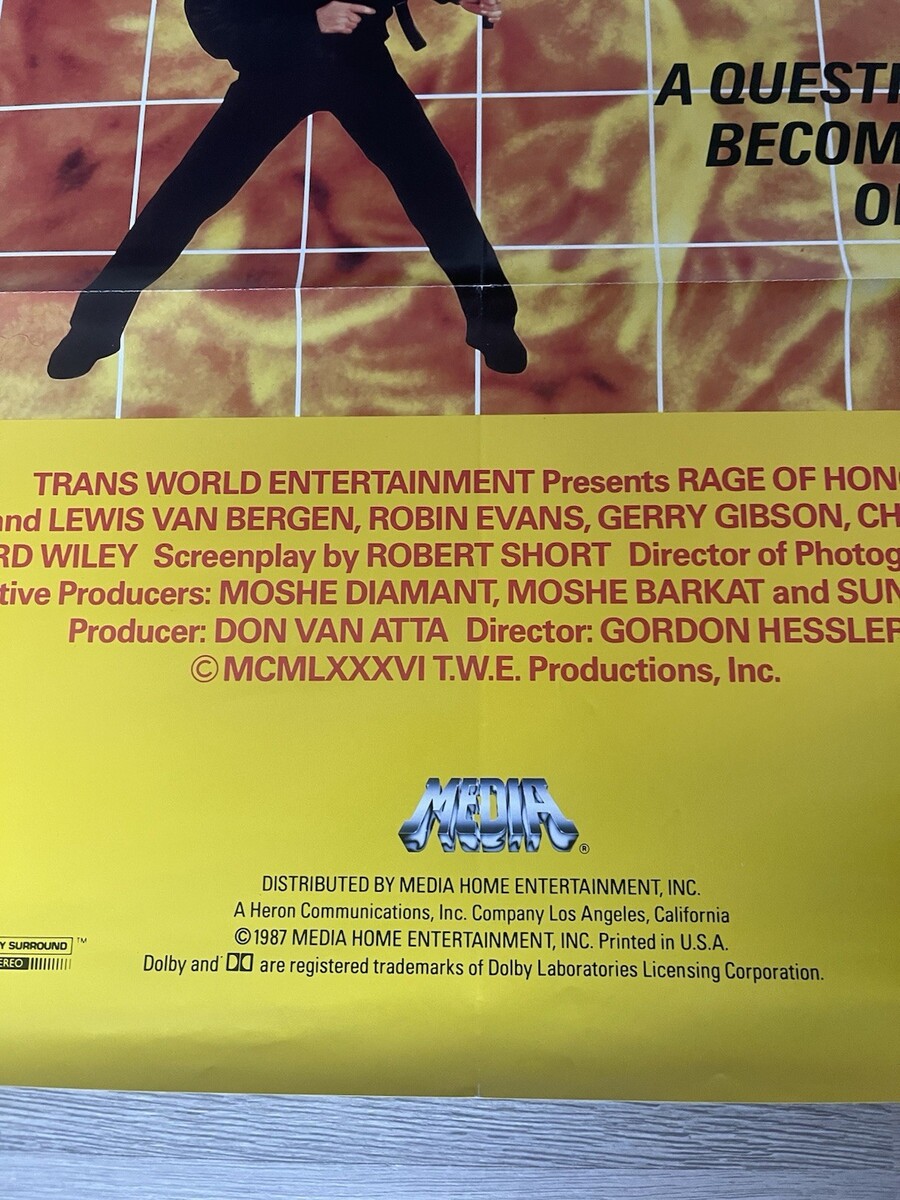 A QUESTI
BECOM
O
TRANS WORLD ENTERTAINMENT Presents RAGE OF HONO
and LEWIS VAN BERGEN, ROBIN EVANS, GERRY GIBSON, CH
RD WILEY Screenplay by ROBERT SHORT Director of Photog
tive Producers: MOSHE DIAMANT, MOSHE BARKAT and SUN
Producer: DON VAN ATTA Director: GORDON HESSLER
© MCMLXXXVI T.W.E. Productions, Inc.
MEDIA®
DISTRIBUTED BY MEDIA HOME ENTERTAINMENT, INC.
A Heron Communications, Inc. Company Los Angeles, California
© 1987 MEDIA HOME ENTERTAINMENT, INC. Printed in U.S.A.
Y SURROUND ™
EREO
Dolby and are registered trademarks of Dolby Laboratories Licensing Corporation.